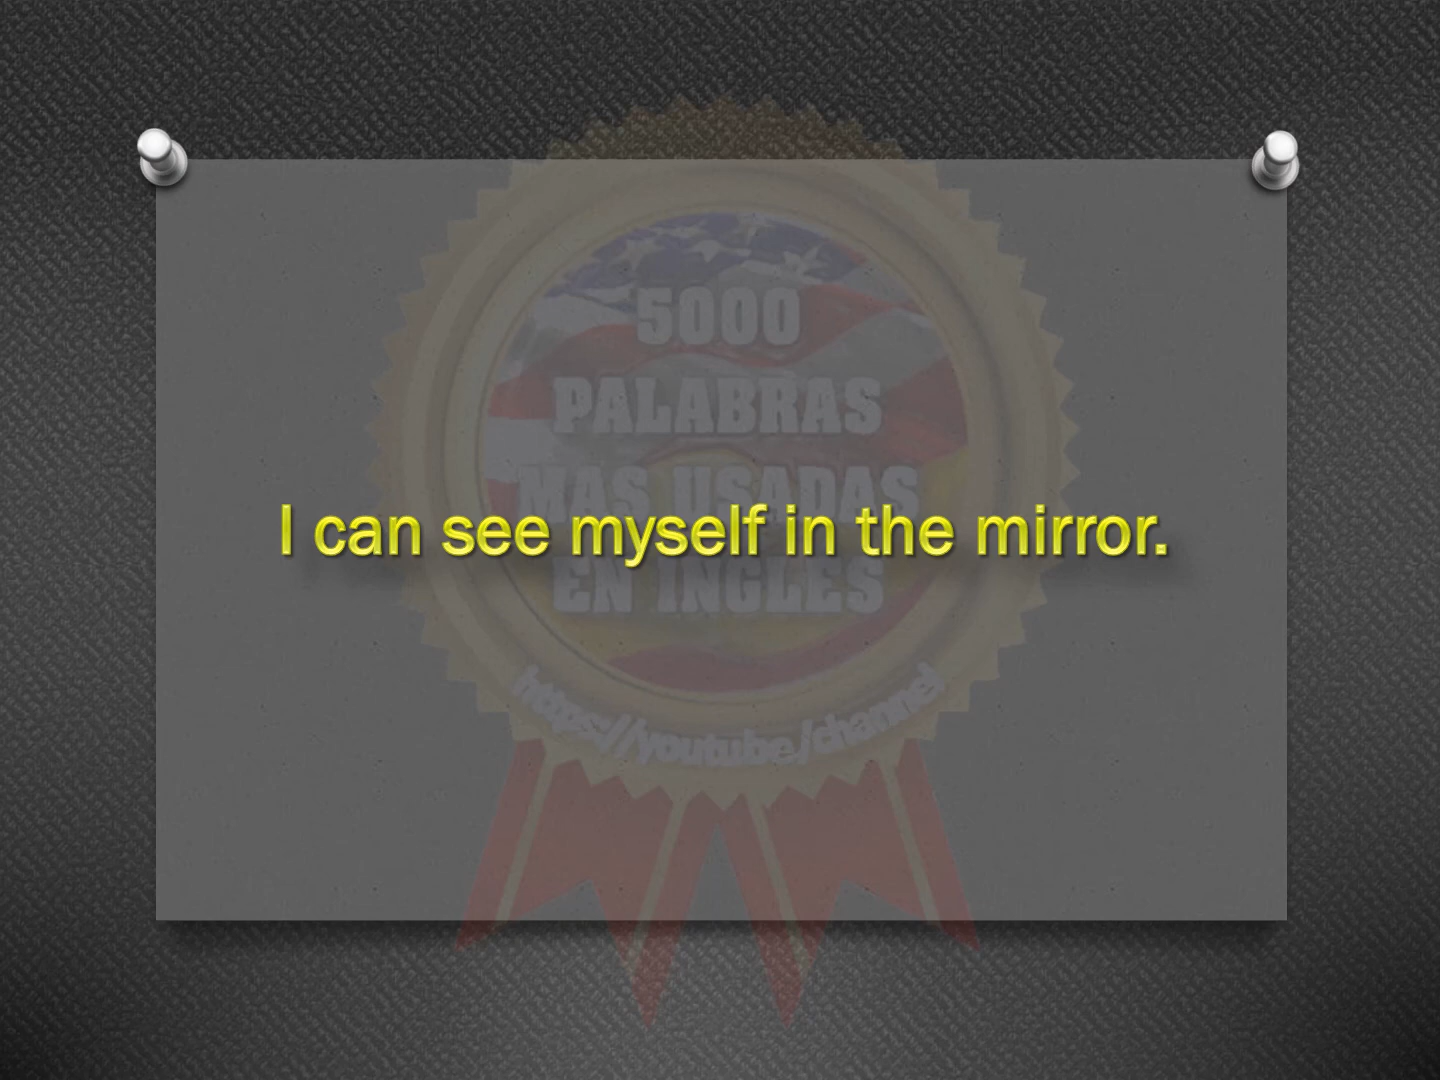 5000
PALABRAS
MAS USADAS
I can see myself in the mirror.
EN INGLES
https//youtube/channel